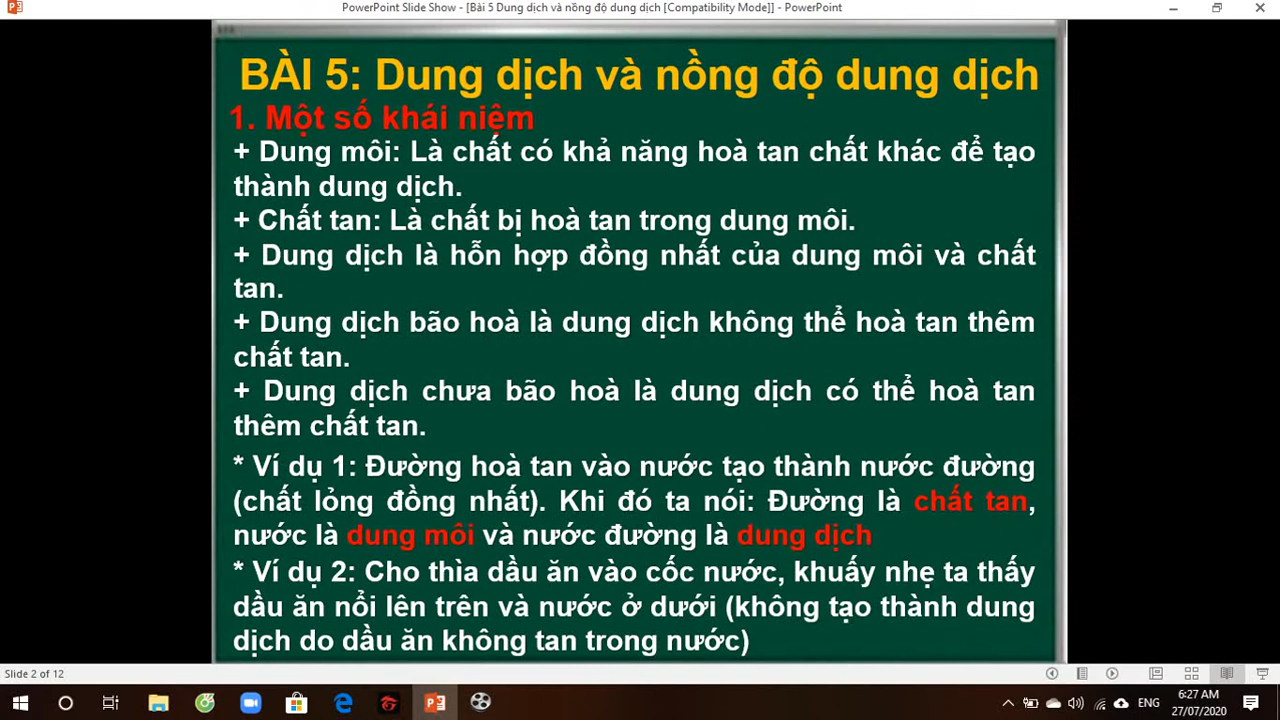 PowerPoint Slide Show - [Bài 5 Dung dịch và nồng độ dung dịch [Compatibility Mode]] - PowerPoint
BÀI 5: Dung dịch và nồng độ dung dịch
1. Một số khái niệm
+ Dung môi: Là chất có khả năng hoà tan chất khác để tạo
thành dung dịch.
+ Chất tan: Là chất bị hoà tan trong dung môi.
+ Dung dịch là hỗn hợp đồng nhất của dung môi và chất
tan.
+ Dung dịch bão hoà là dung dịch không thể hoà tan thêm
chất tan.
+ Dung dịch chưa bão hoà là dung dịch có thể hoà tan
thêm chất tan.
* Ví dụ 1: Đường hoà tan vào nước tạo thành nước đường
(chất lỏng đồng nhất). Khi đó ta nói: Đường là chất tan,
nước là dung môi và nước đường là dung dịch
* Ví dụ 2: Cho thìa dầu ăn vào cốc nước, khuấy nhẹ ta thấy
dầu ăn nổi lên trên và nước ở dưới (không tạo thành dung
dịch do dầu ăn không tan trong nước)
Slide 2 of 12
ENG
6:27 AM
27/07/2020